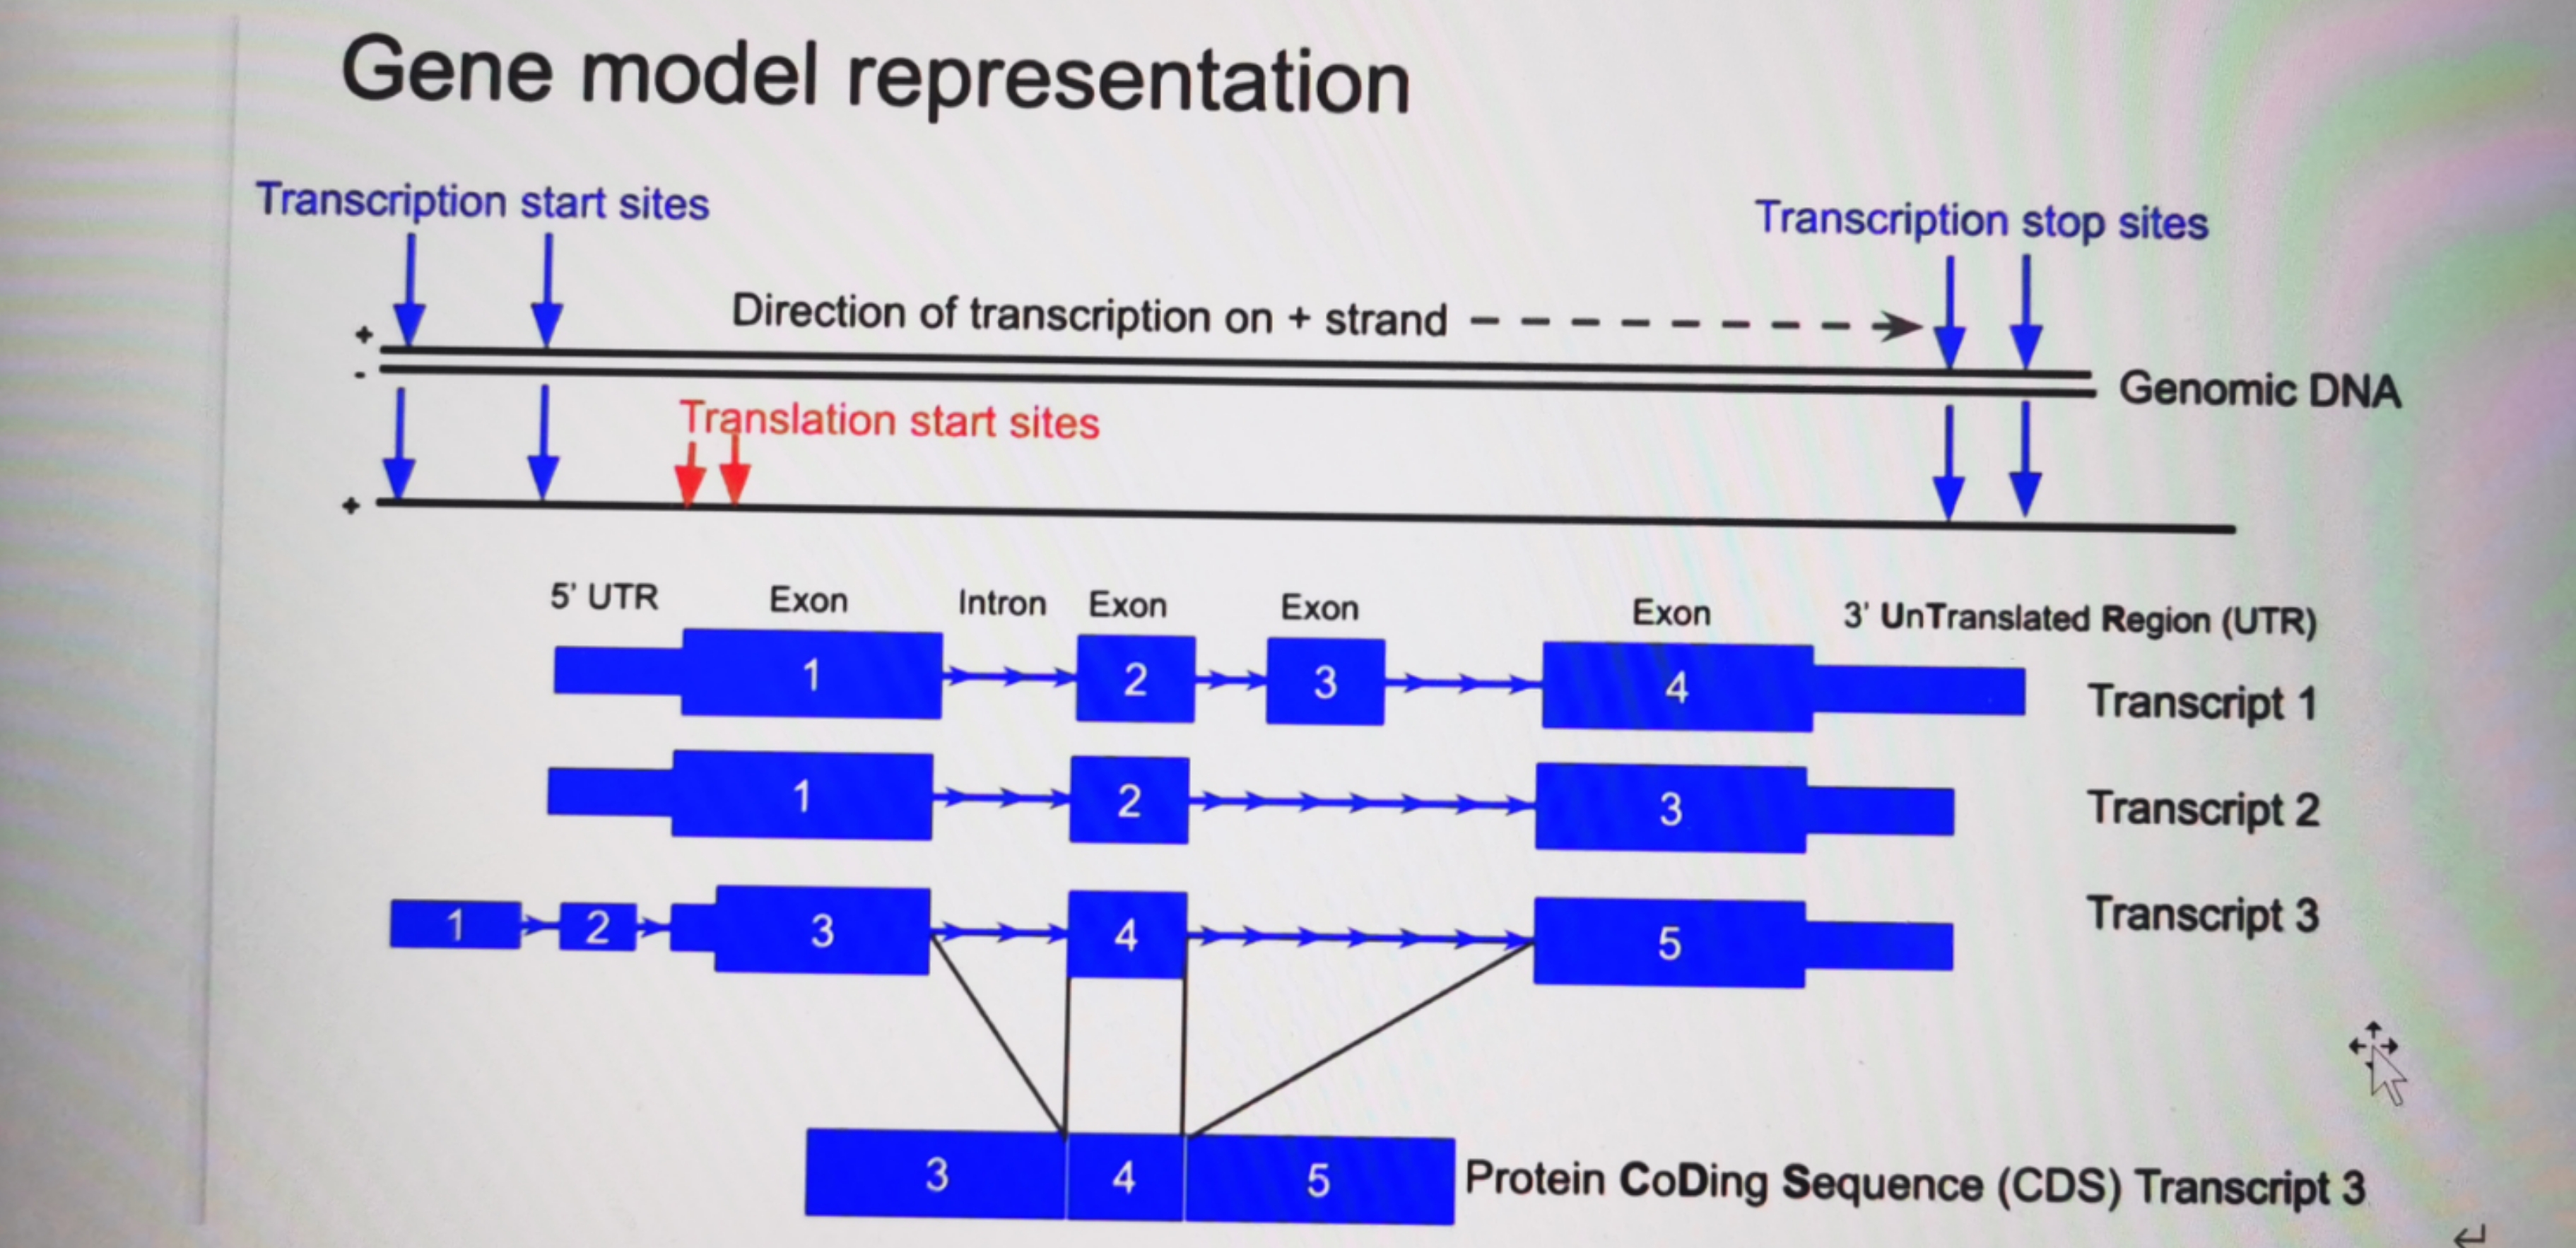 Gene model representation
Transcription start sites
Transcription stop sites
Direction of transcription on + strand
+
-
Genomic DNA
Translation start sites
+
5' UTR
Exon
Intron
Exon
Exon
Exon
3' UnTranslated Region (UTR)
1
2
3
4
Transcript 1
1
2
3
Transcript 2
1
2
3
4
5
Transcript 3
3
4
5
Protein CoDing Sequence (CDS) Transcript 3